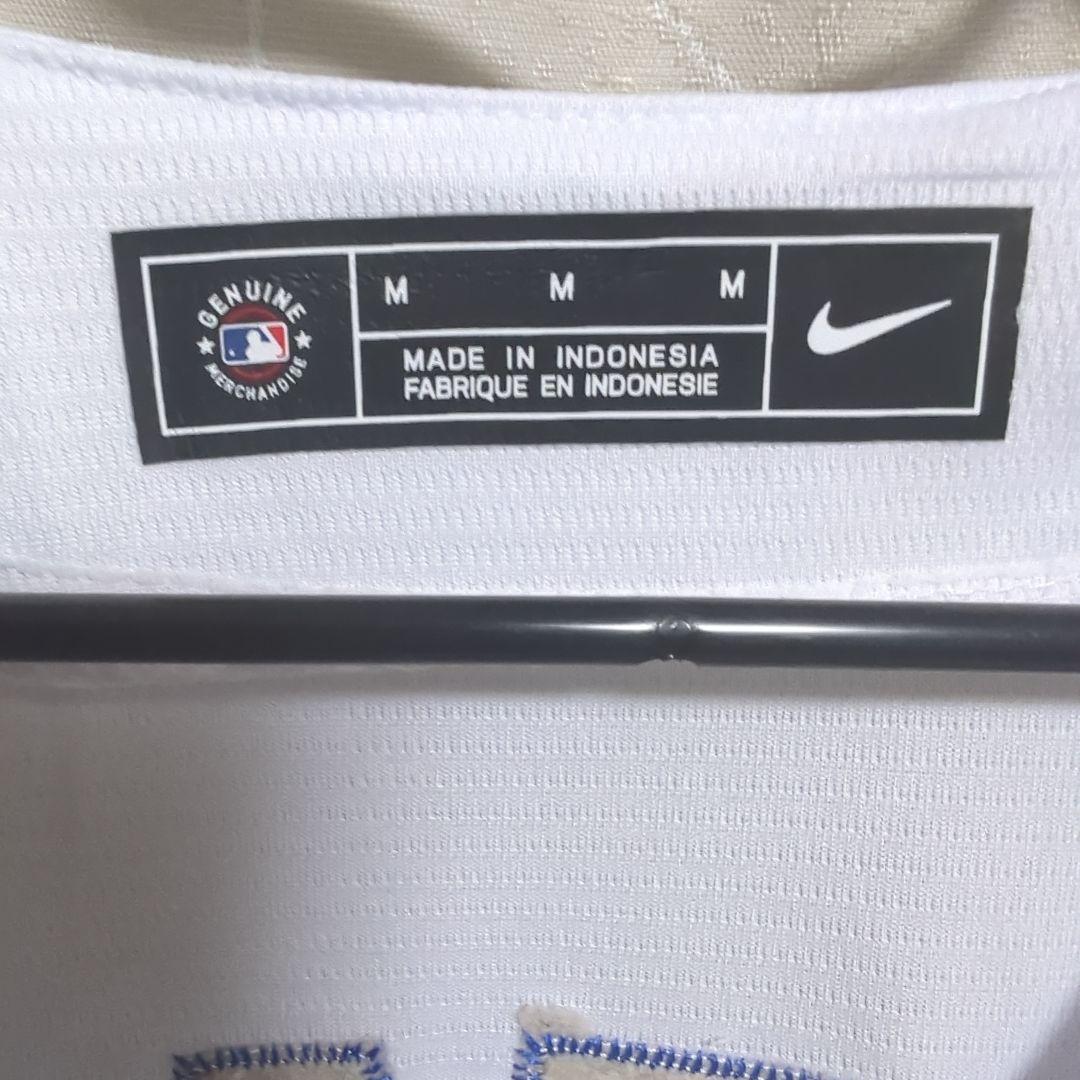 GENUINE
MERCHANDISE
M M M
MADE IN INDONESIA
FABRIQUE EN INDONESIE